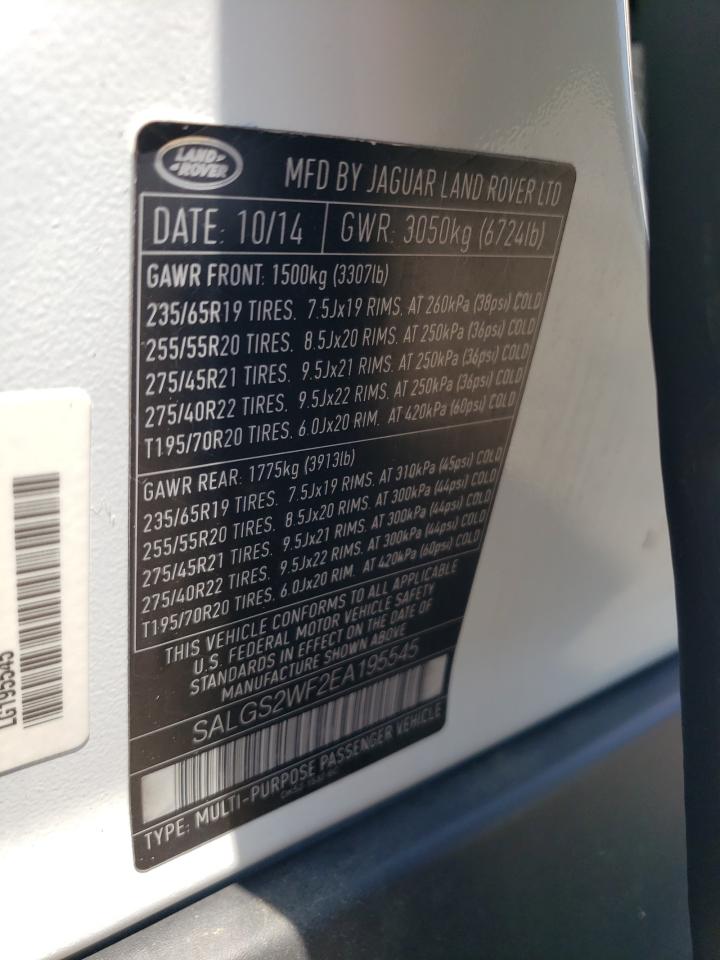 LAND-
-ROVER
MFD BY JAGUAR LAND ROVER LTD
DATE: 10/14 GWR: 3050kg (6724lb)
GAWR FRONT: 1500kg (3307lb)
235/65R19 TIRES. 7.5Jx19 RIMS. AT 260kPa (38psi) COLD
255/55R20 TIRES. 8.5Jx20 RIMS. AT 250kPa (36psi) COLD
275/45R21 TIRES. 9.5Jx21 RIMS. AT 250kPa (36psi) COLD
275/40R22 TIRES. 9.5Jx22 RIMS. AT 250kPa (36psi) COLD
T195/70R20 TIRES. 6.0Jx20 RIM. AT 420kPa (60psi) COLD
GAWR REAR: 1775kg (3913lb)
235/65R19 TIRES. 7.5Jx19 RIMS. AT 310kPa (45psi) COLD
255/55R20 TIRES. 8.5Jx20 RIMS. AT 300kPa (44psi) COLD
275/45R21 TIRES. 9.5Jx21 RIMS. AT 300kPa (44psi) COLD
275/40R22 TIRES. 9.5Jx22 RIMS. AT 300kPa (44psi) COLD
T195/70R20 TIRES. 6.0Jx20 RIM. AT 420kPa (60psi) COLD
THIS VEHICLE CONFORMS TO ALL APPLICABLE
U.S. FEDERAL MOTOR VEHICLE SAFETY
STANDARDS IN EFFECT ON THE DATE OF
MANUFACTURE SHOWN ABOVE
SALGS2WF2EA195545
TYPE: MULTI-PURPOSE PASSENGER VEHICLE
LG195545